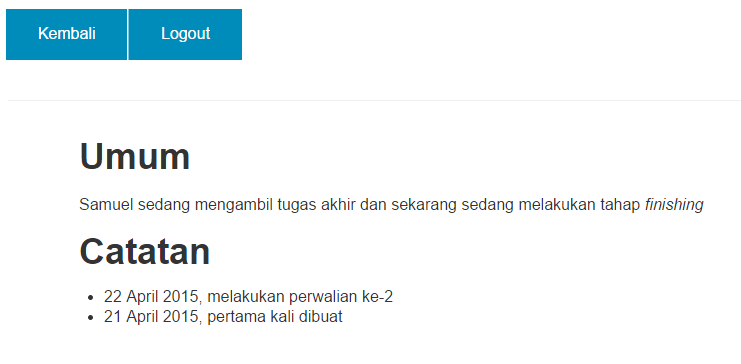 Kembali Logout
Umum
Samuel sedang mengambil tugas akhir dan sekarang sedang melakukan tahap finishing
Catatan
• 22 April 2015, melakukan perwalian ke-2
• 21 April 2015, pertama kali dibuat